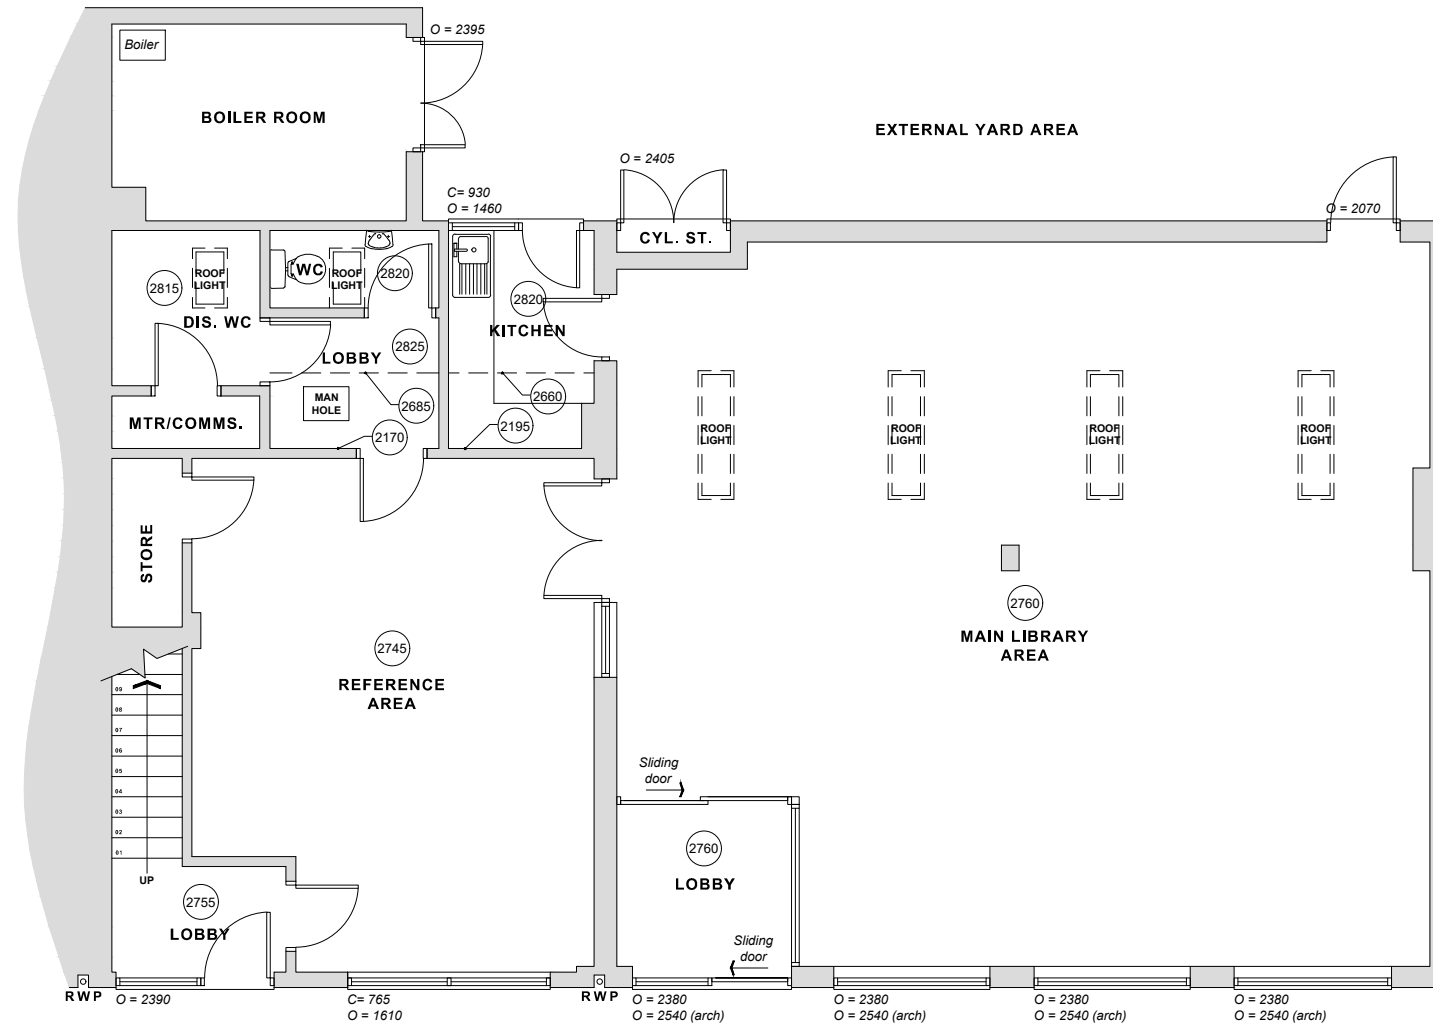 Boiler
O = 2395
BOILER ROOM
EXTERNAL YARD AREA
O = 2405
C= 930
O = 1460
O = 2070
CYL. ST.
WC
ROOF
LIGHT
ROOF
LIGHT
2820
2815
2820
DIS. WC
KITCHEN
LOBBY
2825
MAN
HOLE
2685
2660
MTR/COMMS.
2170
2195
ROOF
LIGHT
ROOF
LIGHT
ROOF
LIGHT
ROOF
LIGHT
STORE
2760
MAIN LIBRARY
AREA
2745
REFERENCE
AREA
09
08
07
06
05
04
03
02
01
UP
Sliding
door
2760
LOBBY
2755
LOBBY
Sliding
door
RWP
O = 2390
C= 765
O = 1610
RWP
O = 2380
O = 2540 (arch)
O = 2380
O = 2540 (arch)
O = 2380
O = 2540 (arch)
O = 2380
O = 2540 (arch)